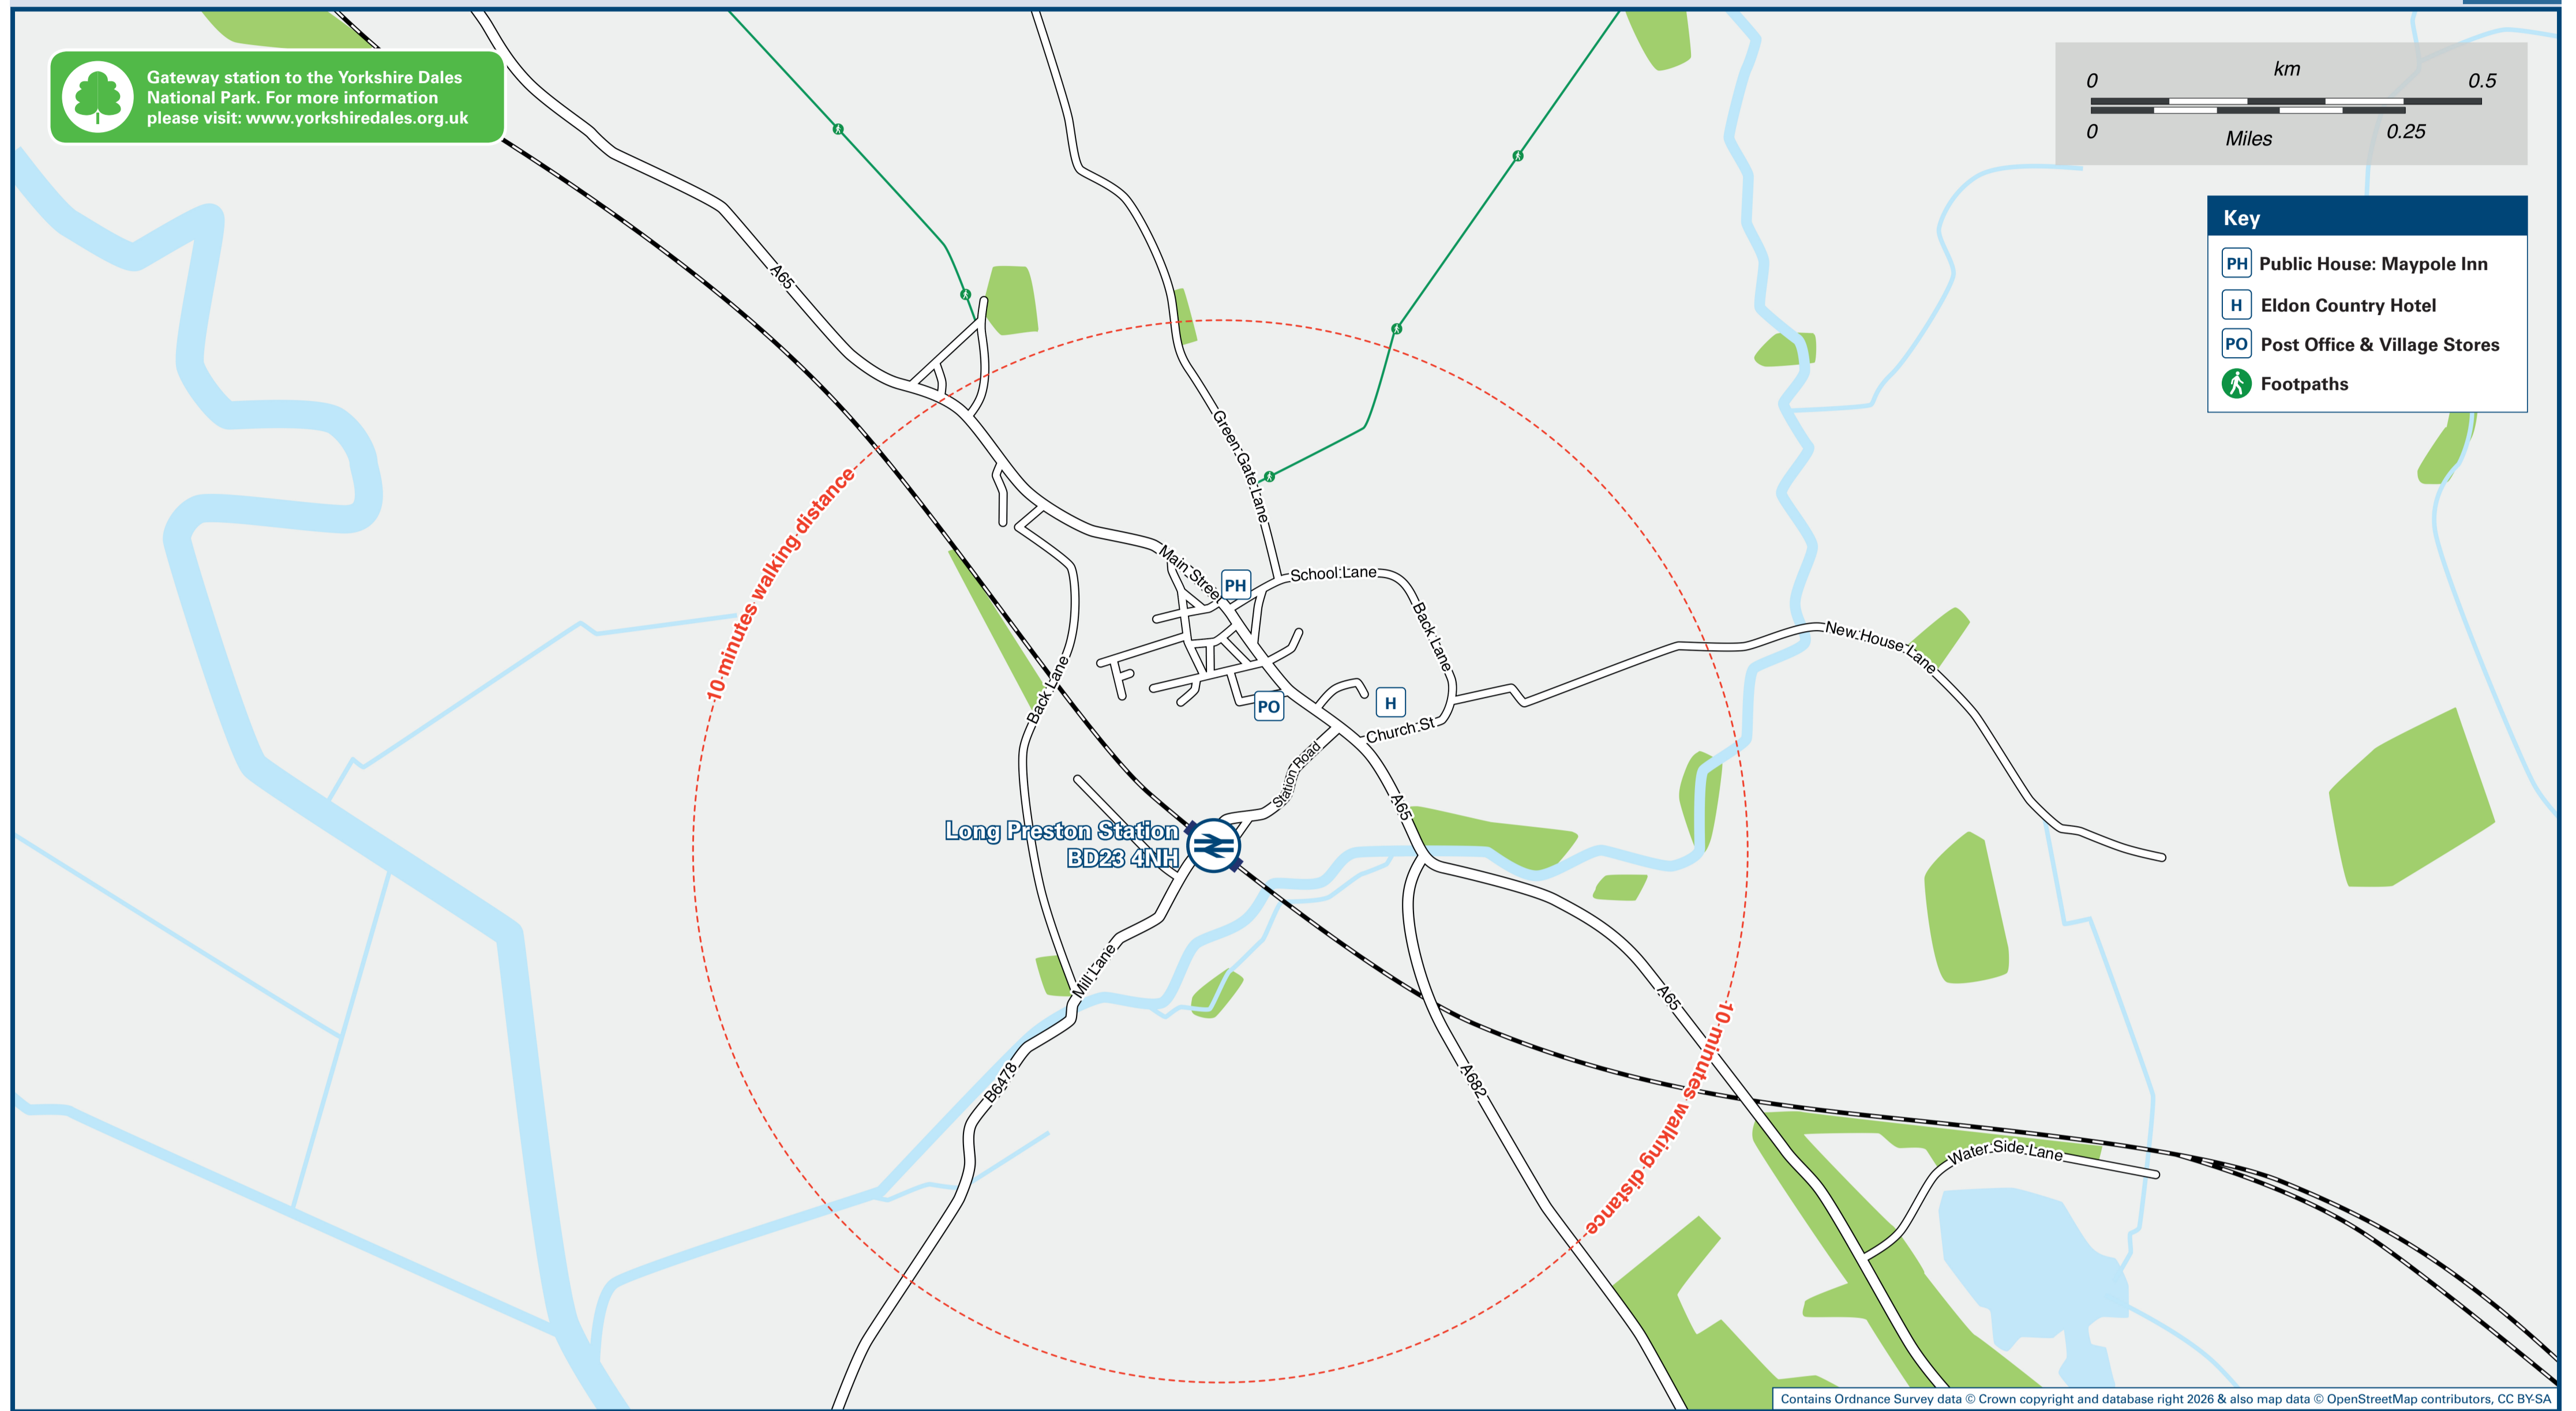 Gateway station to the Yorkshire Dales
National Park. For more information
please visit: www.yorkshiredales.org.uk
km
0 0.5
0 0.25
Miles
Key
PH Public House: Maypole Inn
H Eldon Country Hotel
PO Post Office & Village Stores
Footpaths
A65
Green Gate Lane
10 minutes walking distance
Main Street
PH
School Lane
Back Lane
New House Lane
Back Lane
PO
H
Church St
Station Road
A65
Long Preston Station
BD23 4NH
Mill Lane
A65
10 minutes walking distance
B6478
A682
Water Side Lane
Contains Ordnance Survey data © Crown copyright and database right 2026 & also map data © OpenStreetMap contributors, CC BY-SA